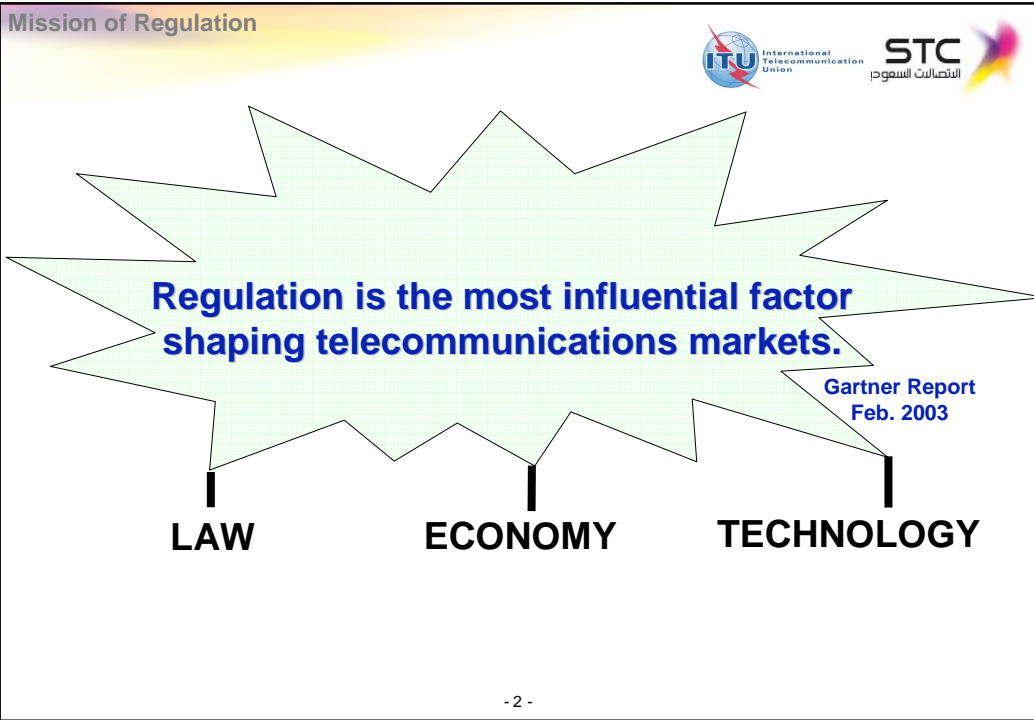 Mission of Regulation
ITU
International
Telecommunication
Union
STC
الاتصالات السعودية
Regulation is the most influential factor
shaping telecommunications markets.
Gartner Report
Feb. 2003
LAW
ECONOMY
TECHNOLOGY
- 2 -